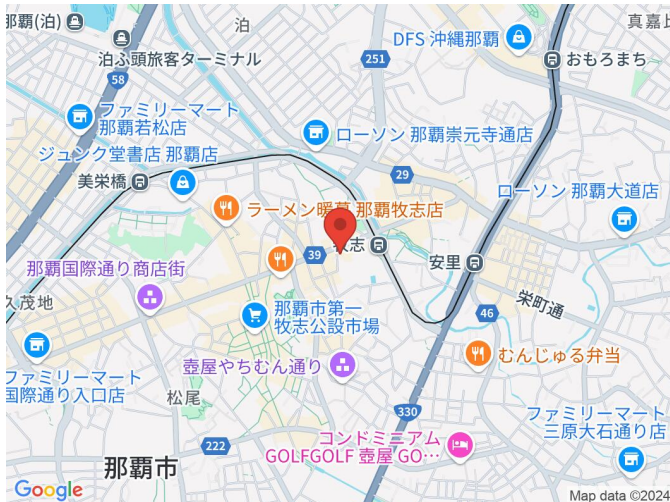 那覇(泊)
泊
泊ふ頭旅客ターミナル
58
251
DFS 沖縄那覇
おもろまち
真嘉比
ファミリーマート
那覇若松店
ジュンク堂書店 那覇店
美栄橋
ローソン 那覇崇元寺通店
29
ラーメン暖暮 那覇牧志店
ローソン 那覇大道店
那覇国際通り商店街
39
志
安里
久茂地
那覇市第一
牧志公設市場
46
栄町通
むんじゅる弁当
ファミリーマート
国際通り入口店
壺屋やちむん通り
松尾
330
222
コンドミニアム
GOLFGOLF 壺屋 GO…
ファミリーマート
三原大石通り店
那覇市
Google
Map data ©2024